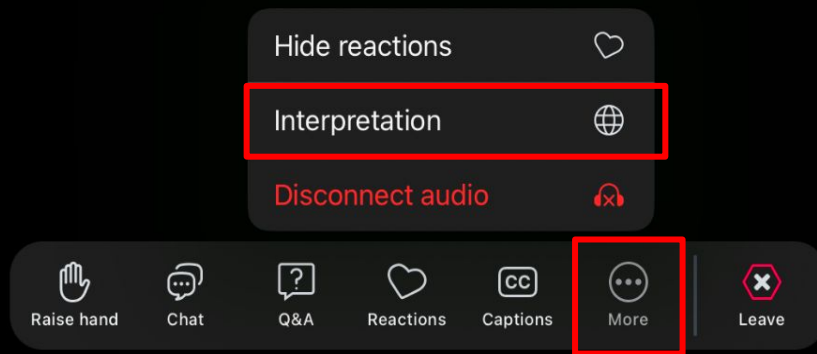 Hide reactions
Interpretation
Disconnect audio
Raise hand
Chat
Q&A
Reactions
CC
Captions
More
Leave